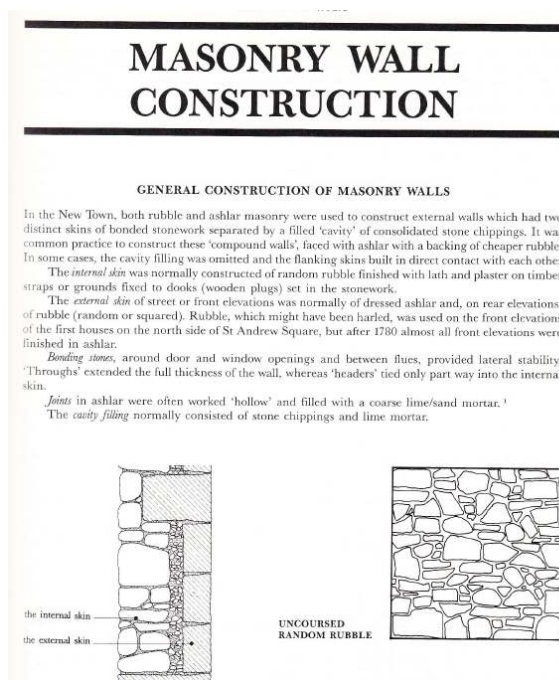 MASONRY WALL
CONSTRUCTION
GENERAL CONSTRUCTION OF MASONRY WALLS
In the New Town, both rubble and ashlar masonry were used to construct external walls which had two
distinct skins of bonded stonework separated by a filled 'cavity' of consolidated stone chippings. It wa
common practice to construct these 'compound walls', faced with ashlar with a backing of cheaper rubble
In some cases, the cavity filling was omitted and the flanking skins built in direct contact with each othe
The internal skin was normally constructed of random rubble finished with lath and plaster on timbe
straps or grounds fixed to dooks (wooden plugs) set in the stonework.
The external skin of street or front elevations was normally of dressed ashlar and, on rear elevations
of rubble (random or squared). Rubble, which might have been harled, was used on the front elevation
of the first houses on the north side of St Andrew Square, but after 1780 almost all front elevations wer
finished in ashlar.
Bonding stones, around door and window openings and between flues, provided lateral stability
'Throughs' extended the full thickness of the wall, whereas 'headers' tied only part way into the interna
skin.
Joints in ashlar were often worked 'hollow' and filled with a coarse lime/sand mortar.
The cavity filling normally consisted of stone chippings and lime mortar.
the internal skin
the external skin
UNCOURSED
RANDOM RUBBLE